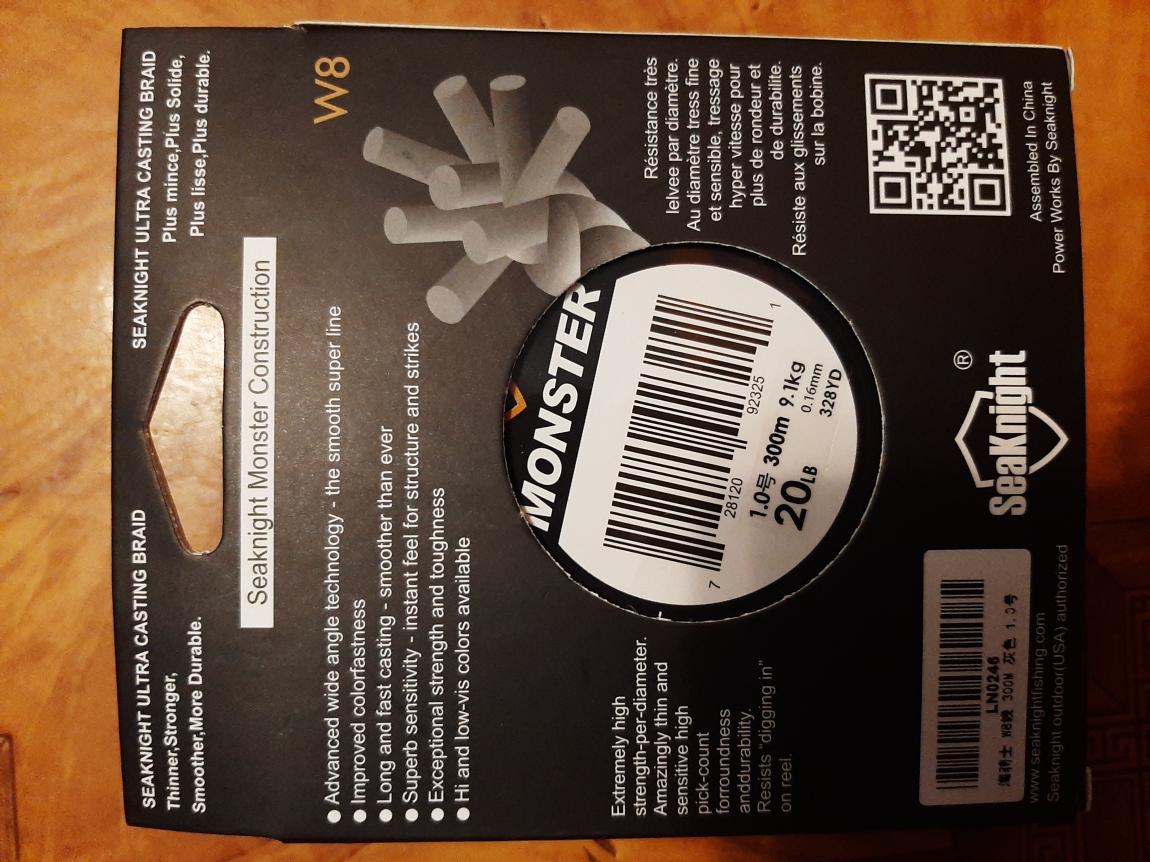 SEAKNIGHT ULTRA CASTING BRAID
Thinner,Stronger,
Smoother,More Durable.
SEAKNIGHT ULTRA CASTING BRAID
Plus mince,Plus Solide,
Plus lisse,Plus durable.
Seaknight Monster Construction
W8
Advanced wide angle technology - the smooth super line
Improved colorfastness
Long and fast casting - smoother than ever
Superb sensitivity - instant feel for structure and strikes
Exceptional strength and toughness
Hi and low-vis colors available
Extremely high
strength-per-diameter.
Amazingly thin and
sensitive high
pick-count
forroundness
anddurability.
Resists "digging in"
on reel.
MONSTER
7 28120 92325 1
1.0号 300m 9.1kg
0.16mm
20LB 328YD
Résistance très
lelvee par diamètre.
Au diamètre tress fine
et sensible, tressage
hyper vitesse pour
plus de rondeur et
de durabilite.
Résiste aux glissements
sur la bobine.
LN0246
海骑士 W8线 300M 灰色 1.0号
www.seaknightfishing.com
Seaknight outdoor(USA) authorized
SeaKnight®
Assembled In China
Power Works By Seaknight